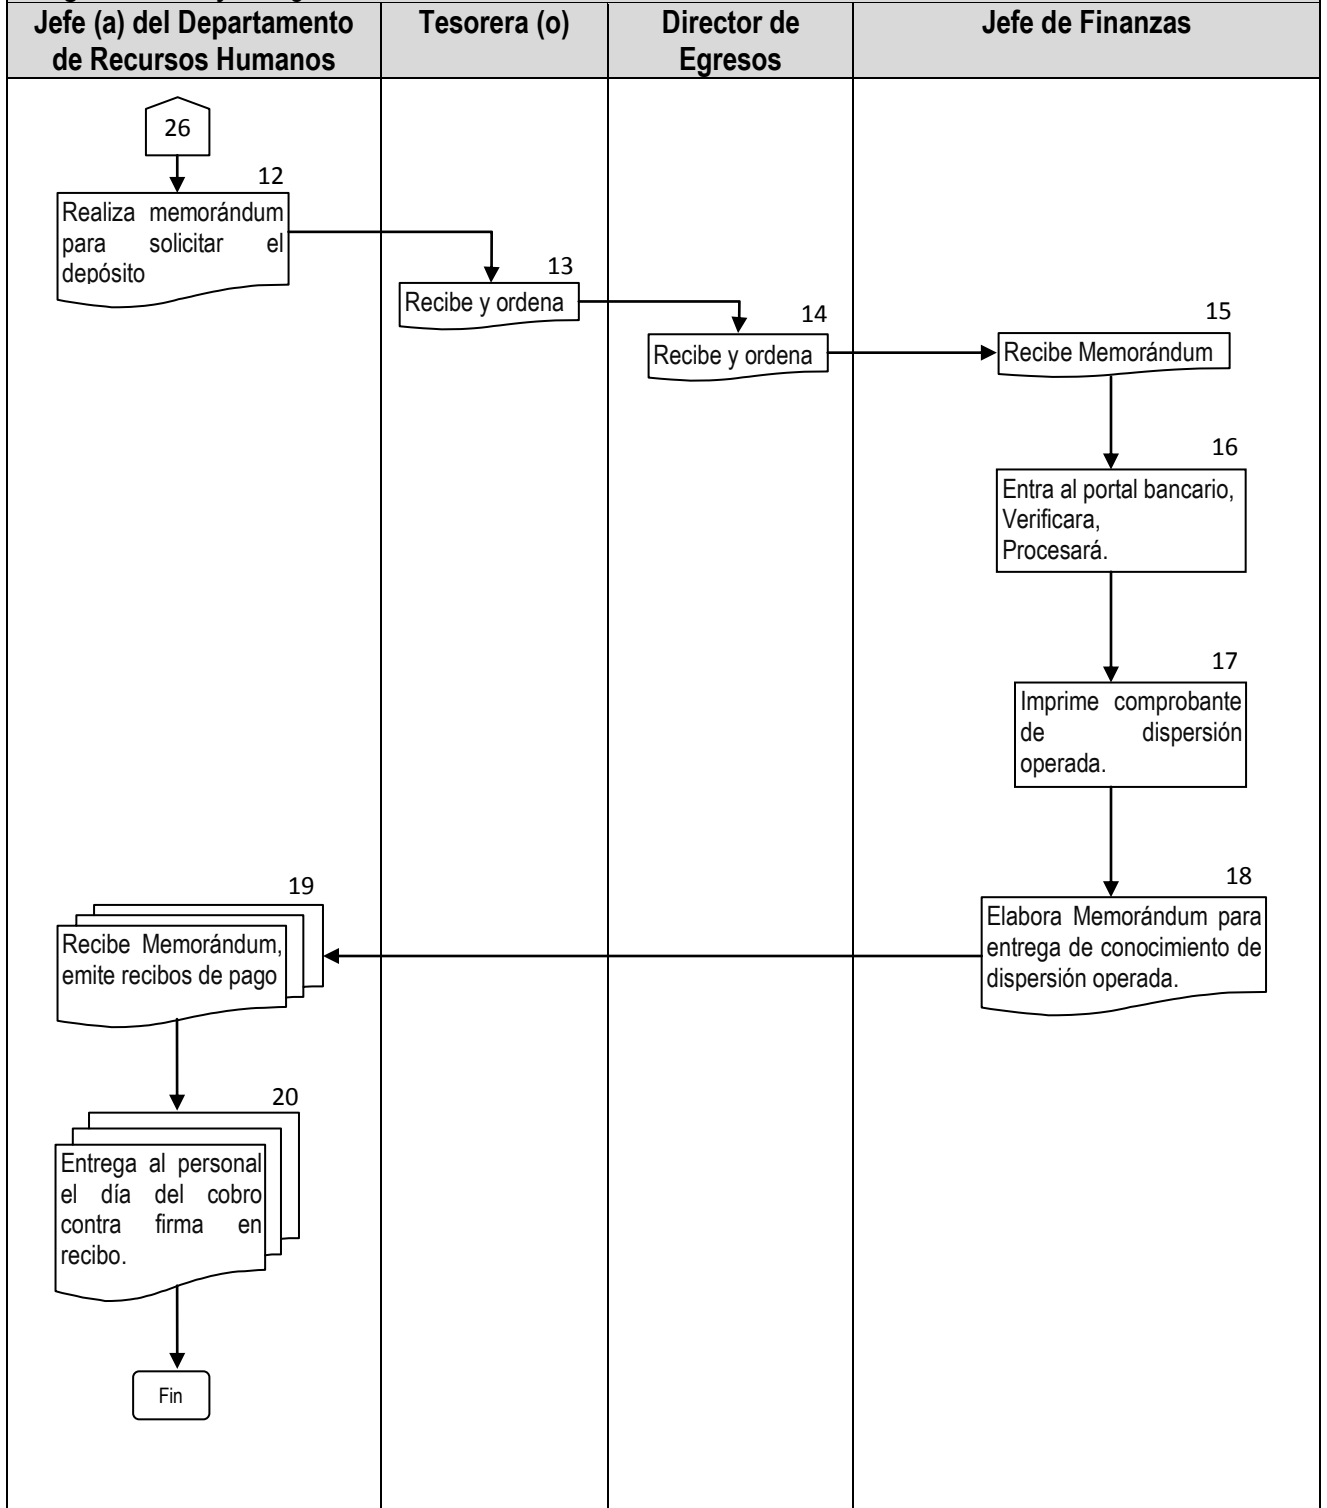 Jefe (a) del Departamento
de Recursos Humanos
Tesorera (o)
Director de
Egresos
Jefe de Finanzas
26
12
Realiza memorándum
para solicitar el
depósito
13
Recibe y ordena
14
Recibe y ordena
15
Recibe Memorándum
16
Entra al portal bancario,
Verificara,
Procesará.
17
Imprime comprobante
de dispersión
operada.
18
Elabora Memorándum para
entrega de conocimiento de
dispersión operada.
19
Recibe Memorándum,
emite recibos de pago
20
Entrega al personal
el día del cobro
contra firma en
recibo.
Fin